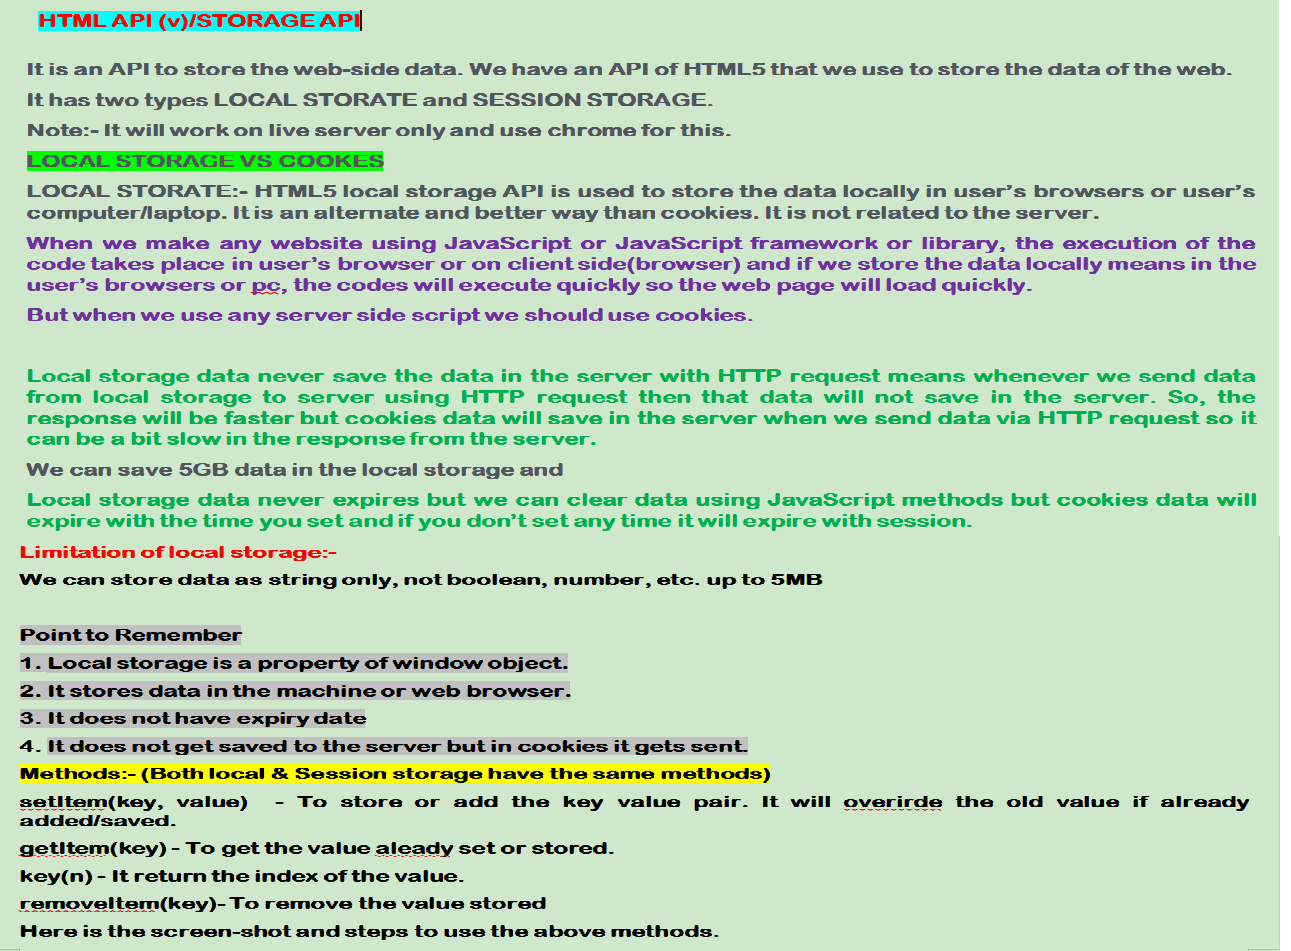 HTML API (v)/STORAGE API
It is an API to store the web-side data. We have an API of HTML5 that we use to store the data of the web.
It has two types LOCAL STORATE and SESSION STORAGE.
Note:- It will work on live server only and use chrome for this.
LOCAL STORAGE VS COOKES
LOCAL STORATE:- HTML5 local storage API is used to store the data locally in user’s browsers or user’s
computer/laptop. It is an alternate and better way than cookies. It is not related to the server.
When we make any website using JavaScript or JavaScript framework or library, the execution of the
code takes place in user’s browser or on client side(browser) and if we store the data locally means in the
user’s browsers or pc, the codes will execute quickly so the web page will load quickly.
But when we use any server side script we should use cookies.
Local storage data never save the data in the server with HTTP request means whenever we send data
from local storage to server using HTTP request then that data will not save in the server. So, the
response will be faster but cookies data will save in the server when we send data via HTTP request so it
can be a bit slow in the response from the server.
We can save 5GB data in the local storage and
Local storage data never expires but we can clear data using JavaScript methods but cookies data will
expire with the time you set and if you don’t set any time it will expire with session.
Limitation of local storage:-
We can store data as string only, not boolean, number, etc. up to 5MB
Point to Remember
1. Local storage is a property of window object.
2. It stores data in the machine or web browser.
3. It does not have expiry date
4. It does not get saved to the server but in cookies it gets sent.
Methods:- (Both local & Session storage have the same methods)
setItem(key, value) - To store or add the key value pair. It will overirde the old value if already
added/saved.
getItem(key) - To get the value aleady set or stored.
key(n) - It return the index of the value.
removeItem(key)- To remove the value stored
Here is the screen-shot and steps to use the above methods.